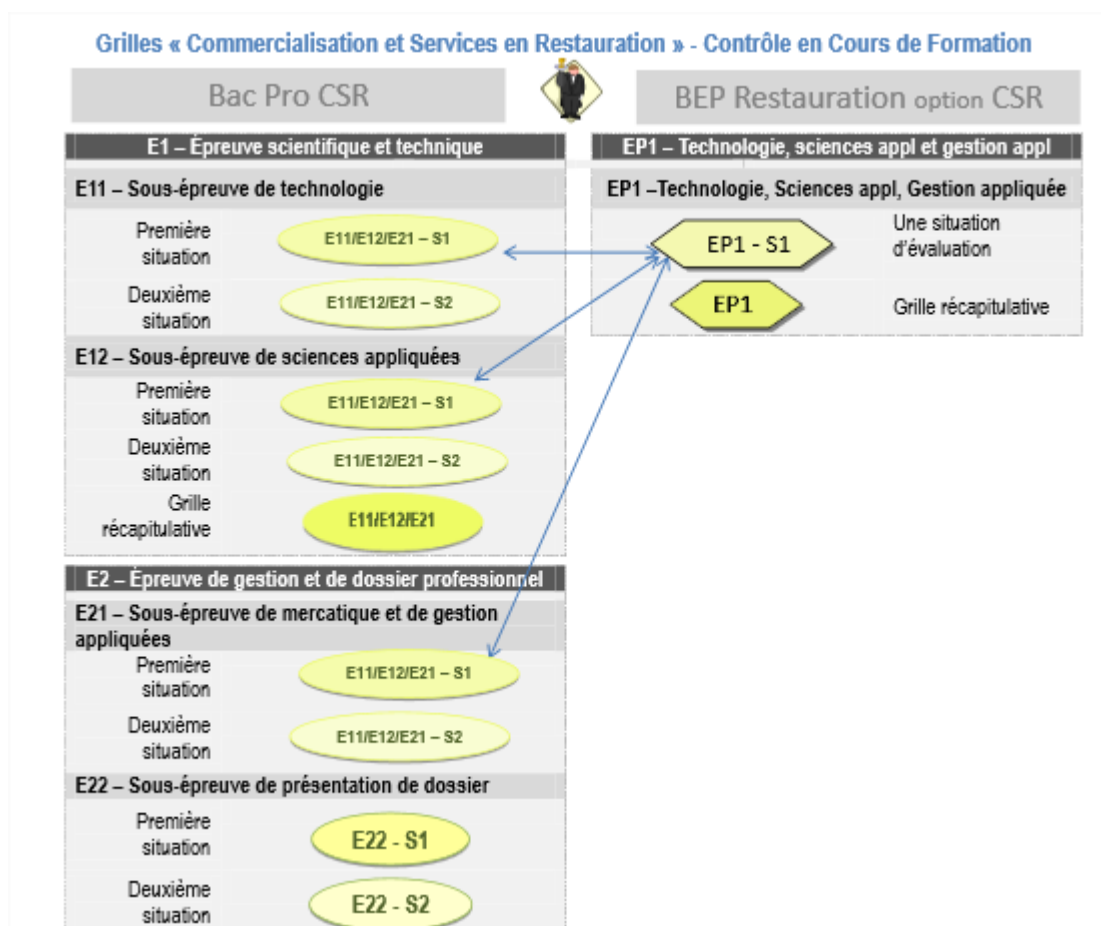 Grilles « Commercialisation et Services en Restauration » - Contrôle en Cours de Formation
Bac Pro CSR
BEP Restauration option CSR
E1 – Épreuve scientifique et technique
E11 – Sous-épreuve de technologie
Première
situation
E11/E12/E21 – S1
Deuxième
situation
E11/E12/E21 – S2
E12 – Sous-épreuve de sciences appliquées
Première
situation
E11/E12/E21 – S1
Deuxième
situation
E11/E12/E21 – S2
Grille
récapitulative
E11/E12/E21
E2 – Épreuve de gestion et de dossier professionnel
E21 – Sous-épreuve de mercatique et de gestion
appliquées
Première
situation
E11/E12/E21 – S1
Deuxième
situation
E11/E12/E21 – S2
E22 – Sous-épreuve de présentation de dossier
Première
situation
E22 - S1
Deuxième
situation
E22 - S2
EP1 – Technologie, sciences appl et gestion appl
EP1 –Technologie, Sciences appl, Gestion appliquée
EP1 - S1
Une situation
d'évaluation
EP1
Grille récapitulative